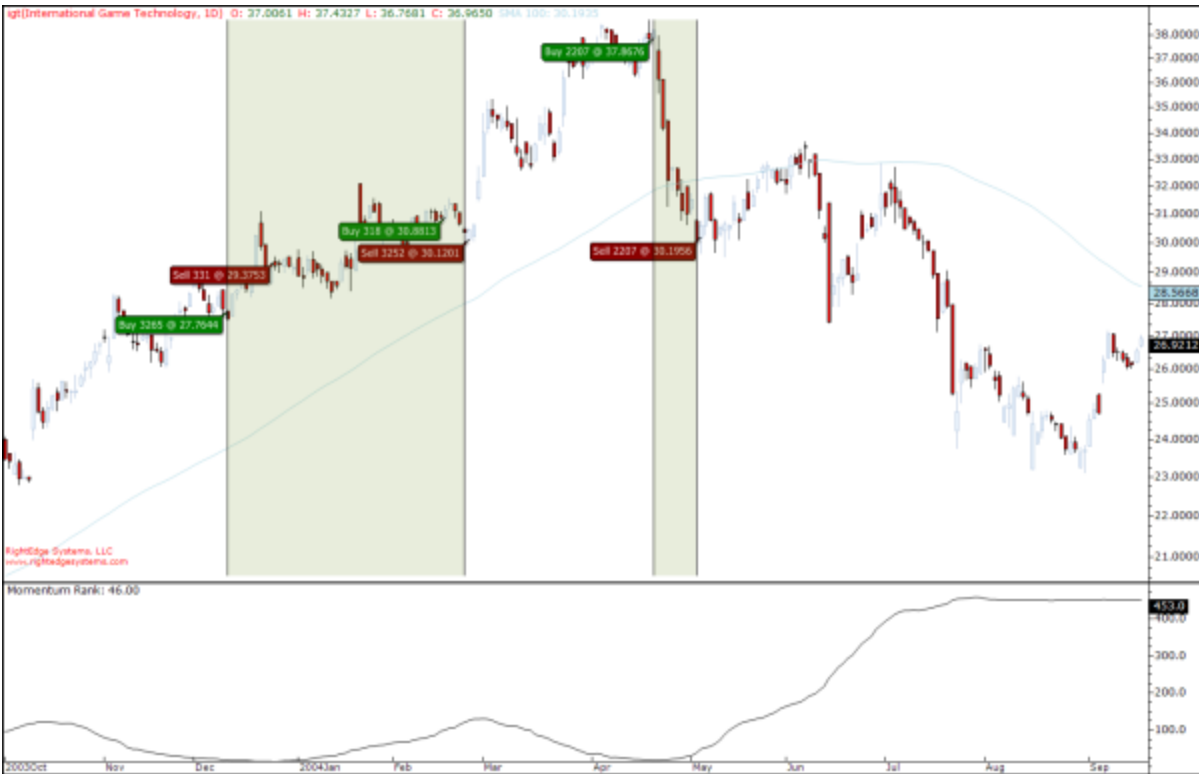 igt(International Game Technology, 1D) O: 37.0061 H: 37.4327 L: 36.7681 C: 36.9650 SMA 100: 30.1935
38.0000
Buy 2207 @ 37.8676
37.0000
36.0000
35.0000
34.0000
33.0000
32.0000
31.0000
Buy 318 @ 30.8813
30.0000
Sell 3252 @ 30.1201
Sell 2207 @ 30.1956
29.0000
Sell 331 @ 29.3753
28.5668
28.0000
Buy 3265 @ 27.7644
27.0000
26.9212
26.0000
25.0000
24.0000
23.0000
22.0000
21.0000
RightEdge Systems, LLC
www.rightedgesystems.com
Momentum Rank: 46.00
453.0
400.0
300.0
200.0
100.0
2003Oct Nov Dec 2004Jan Feb Mar Apr May Jun Jul Aug Sep